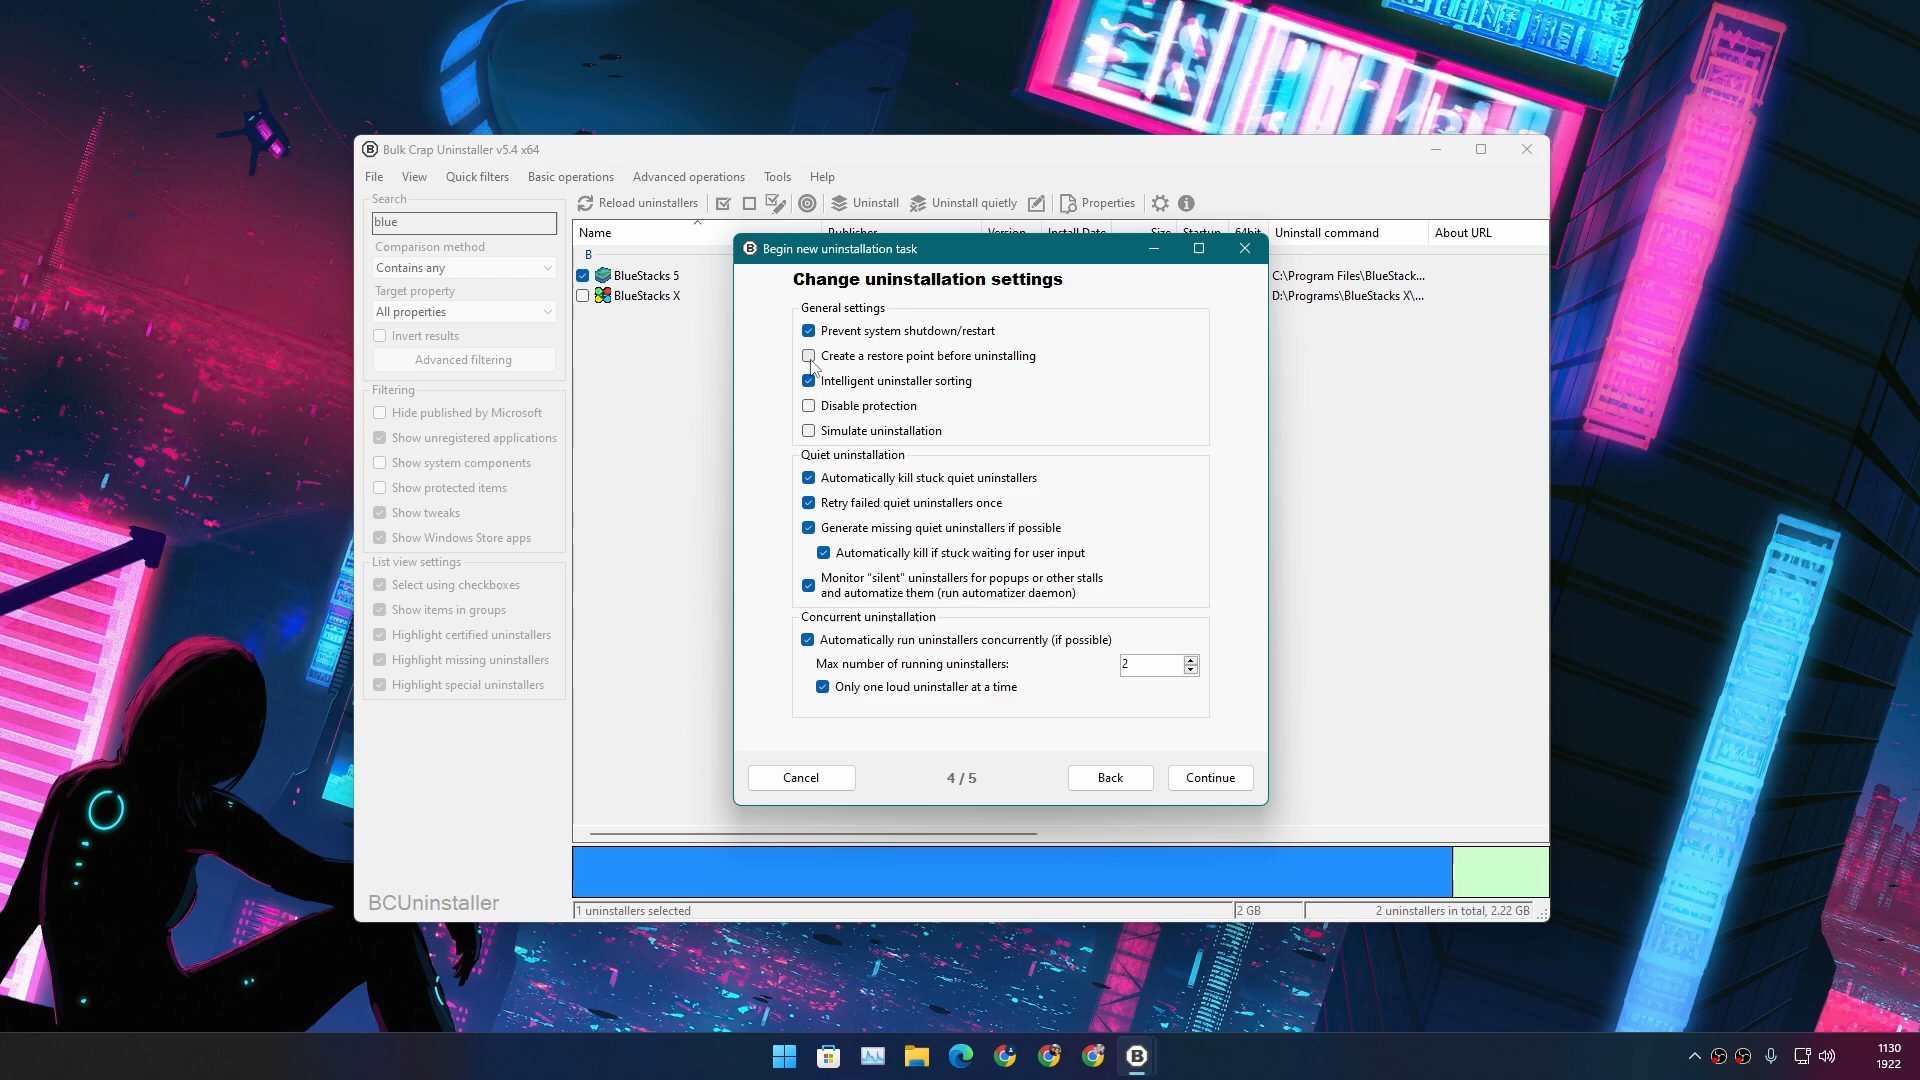 Bulk Crap Uninstaller v5.4 x64
File View Quick filters Basic operations Advanced operations Tools Help
Search
blue
Comparison method
Contains any
Target property
All properties
Invert results
Advanced filtering
Filtering
Hide published by Microsoft
Show unregistered applications
Show system components
Show protected items
Show tweaks
Show Windows Store apps
List view settings
Select using checkboxes
Show items in groups
Highlight certified uninstallers
Highlight missing uninstallers
Highlight special uninstallers
BCUninstaller
Reload uninstallers Uninstall Uninstall quietly Properties
Name Publisher Version Install Date Size Startup 64bit Uninstall command About URL
B
BlueStacks 5 C:\Program Files\BlueStack...
BlueStacks X D:\Programs\BlueStacks X\...
Begin new uninstallation task
Change uninstallation settings
General settings
Prevent system shutdown/restart
Create a restore point before uninstalling
Intelligent uninstaller sorting
Disable protection
Simulate uninstallation
Quiet uninstallation
Automatically kill stuck quiet uninstallers
Retry failed quiet uninstallers once
Generate missing quiet uninstallers if possible
Automatically kill if stuck waiting for user input
Monitor "silent" uninstallers for popups or other stalls
and automatize them (run automatizer daemon)
Concurrent uninstallation
Automatically run uninstallers concurrently (if possible)
Max number of running uninstallers: 2
Only one loud uninstaller at a time
Cancel 4 / 5 Back Continue
1 uninstallers selected 2 GB 2 uninstallers in total, 2.22 GB
1130
1922